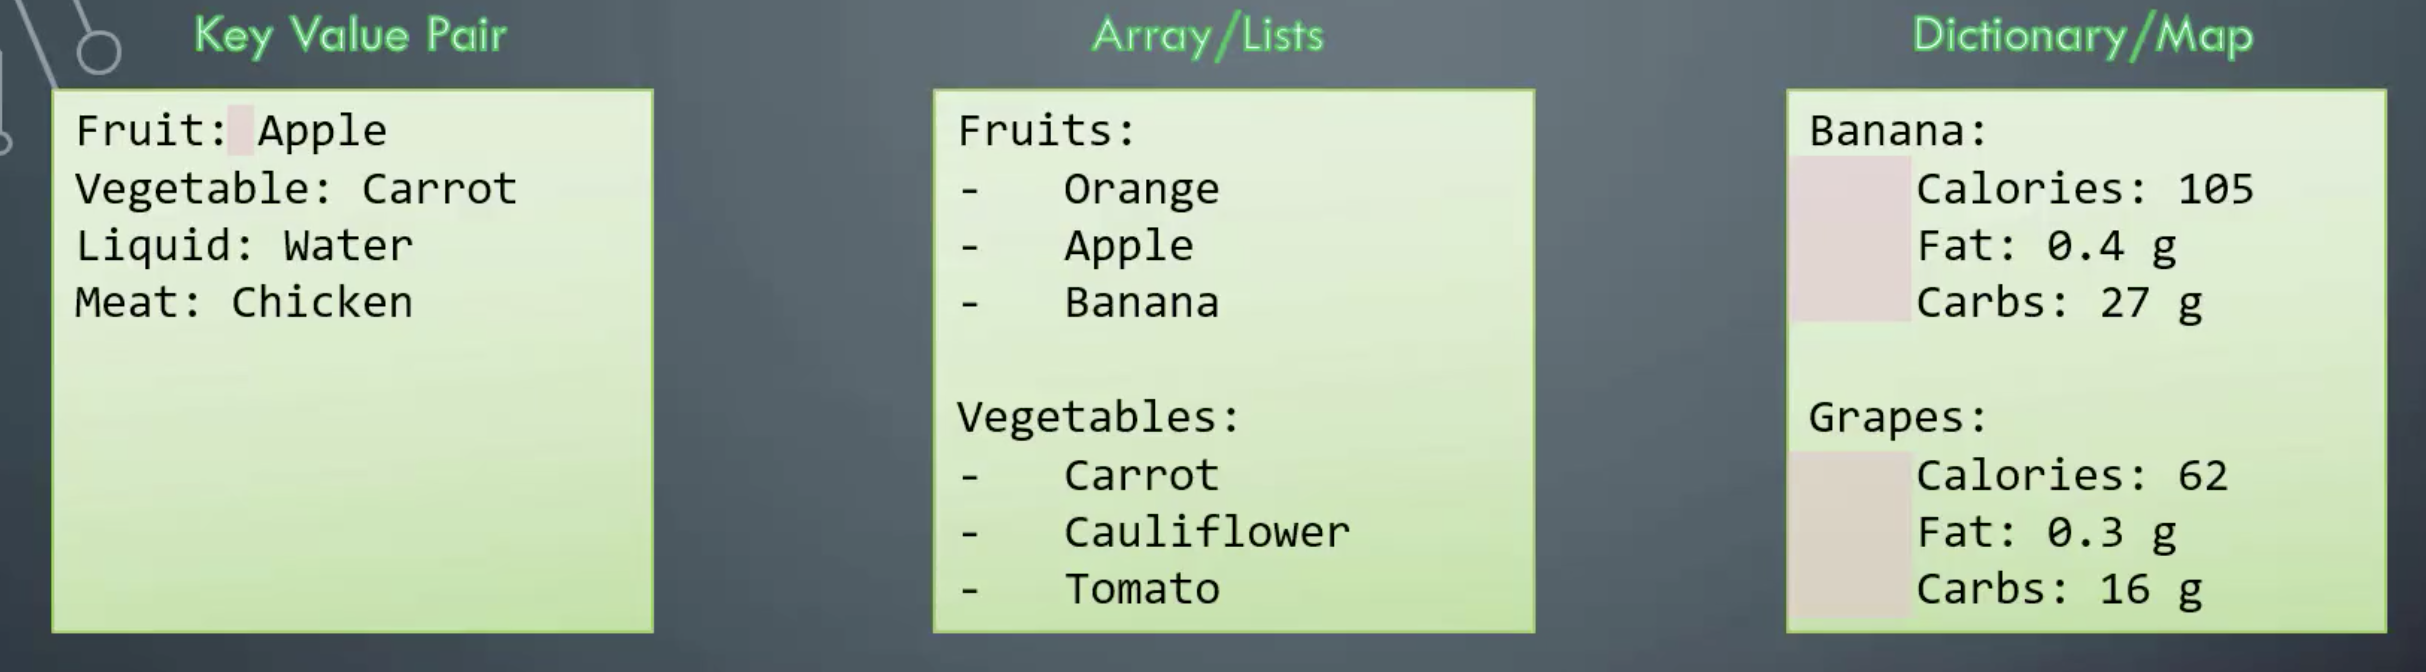 Key Value Pair
Fruit: Apple
Vegetable: Carrot
Liquid: Water
Meat: Chicken
Array/Lists
Fruits:
- Orange
- Apple
- Banana
Vegetables:
- Carrot
- Cauliflower
- Tomato
Dictionary/Map
Banana:
Calories: 105
Fat: 0.4 g
Carbs: 27 g
Grapes:
Calories: 62
Fat: 0.3 g
Carbs: 16 g